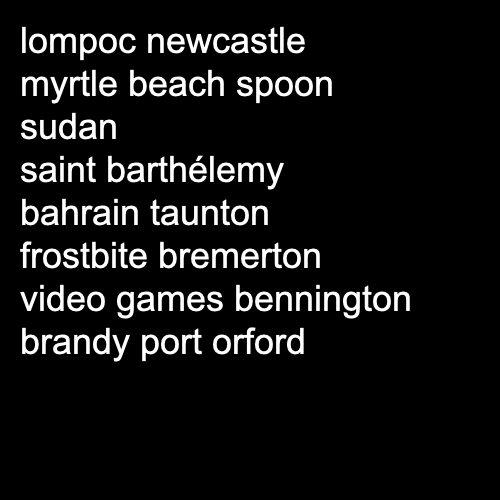 lompoc newcastle
myrtle beach spoon
sudan
saint barthélemy
bahrain taunton
frostbite bremerton
video games bennington
brandy port orford